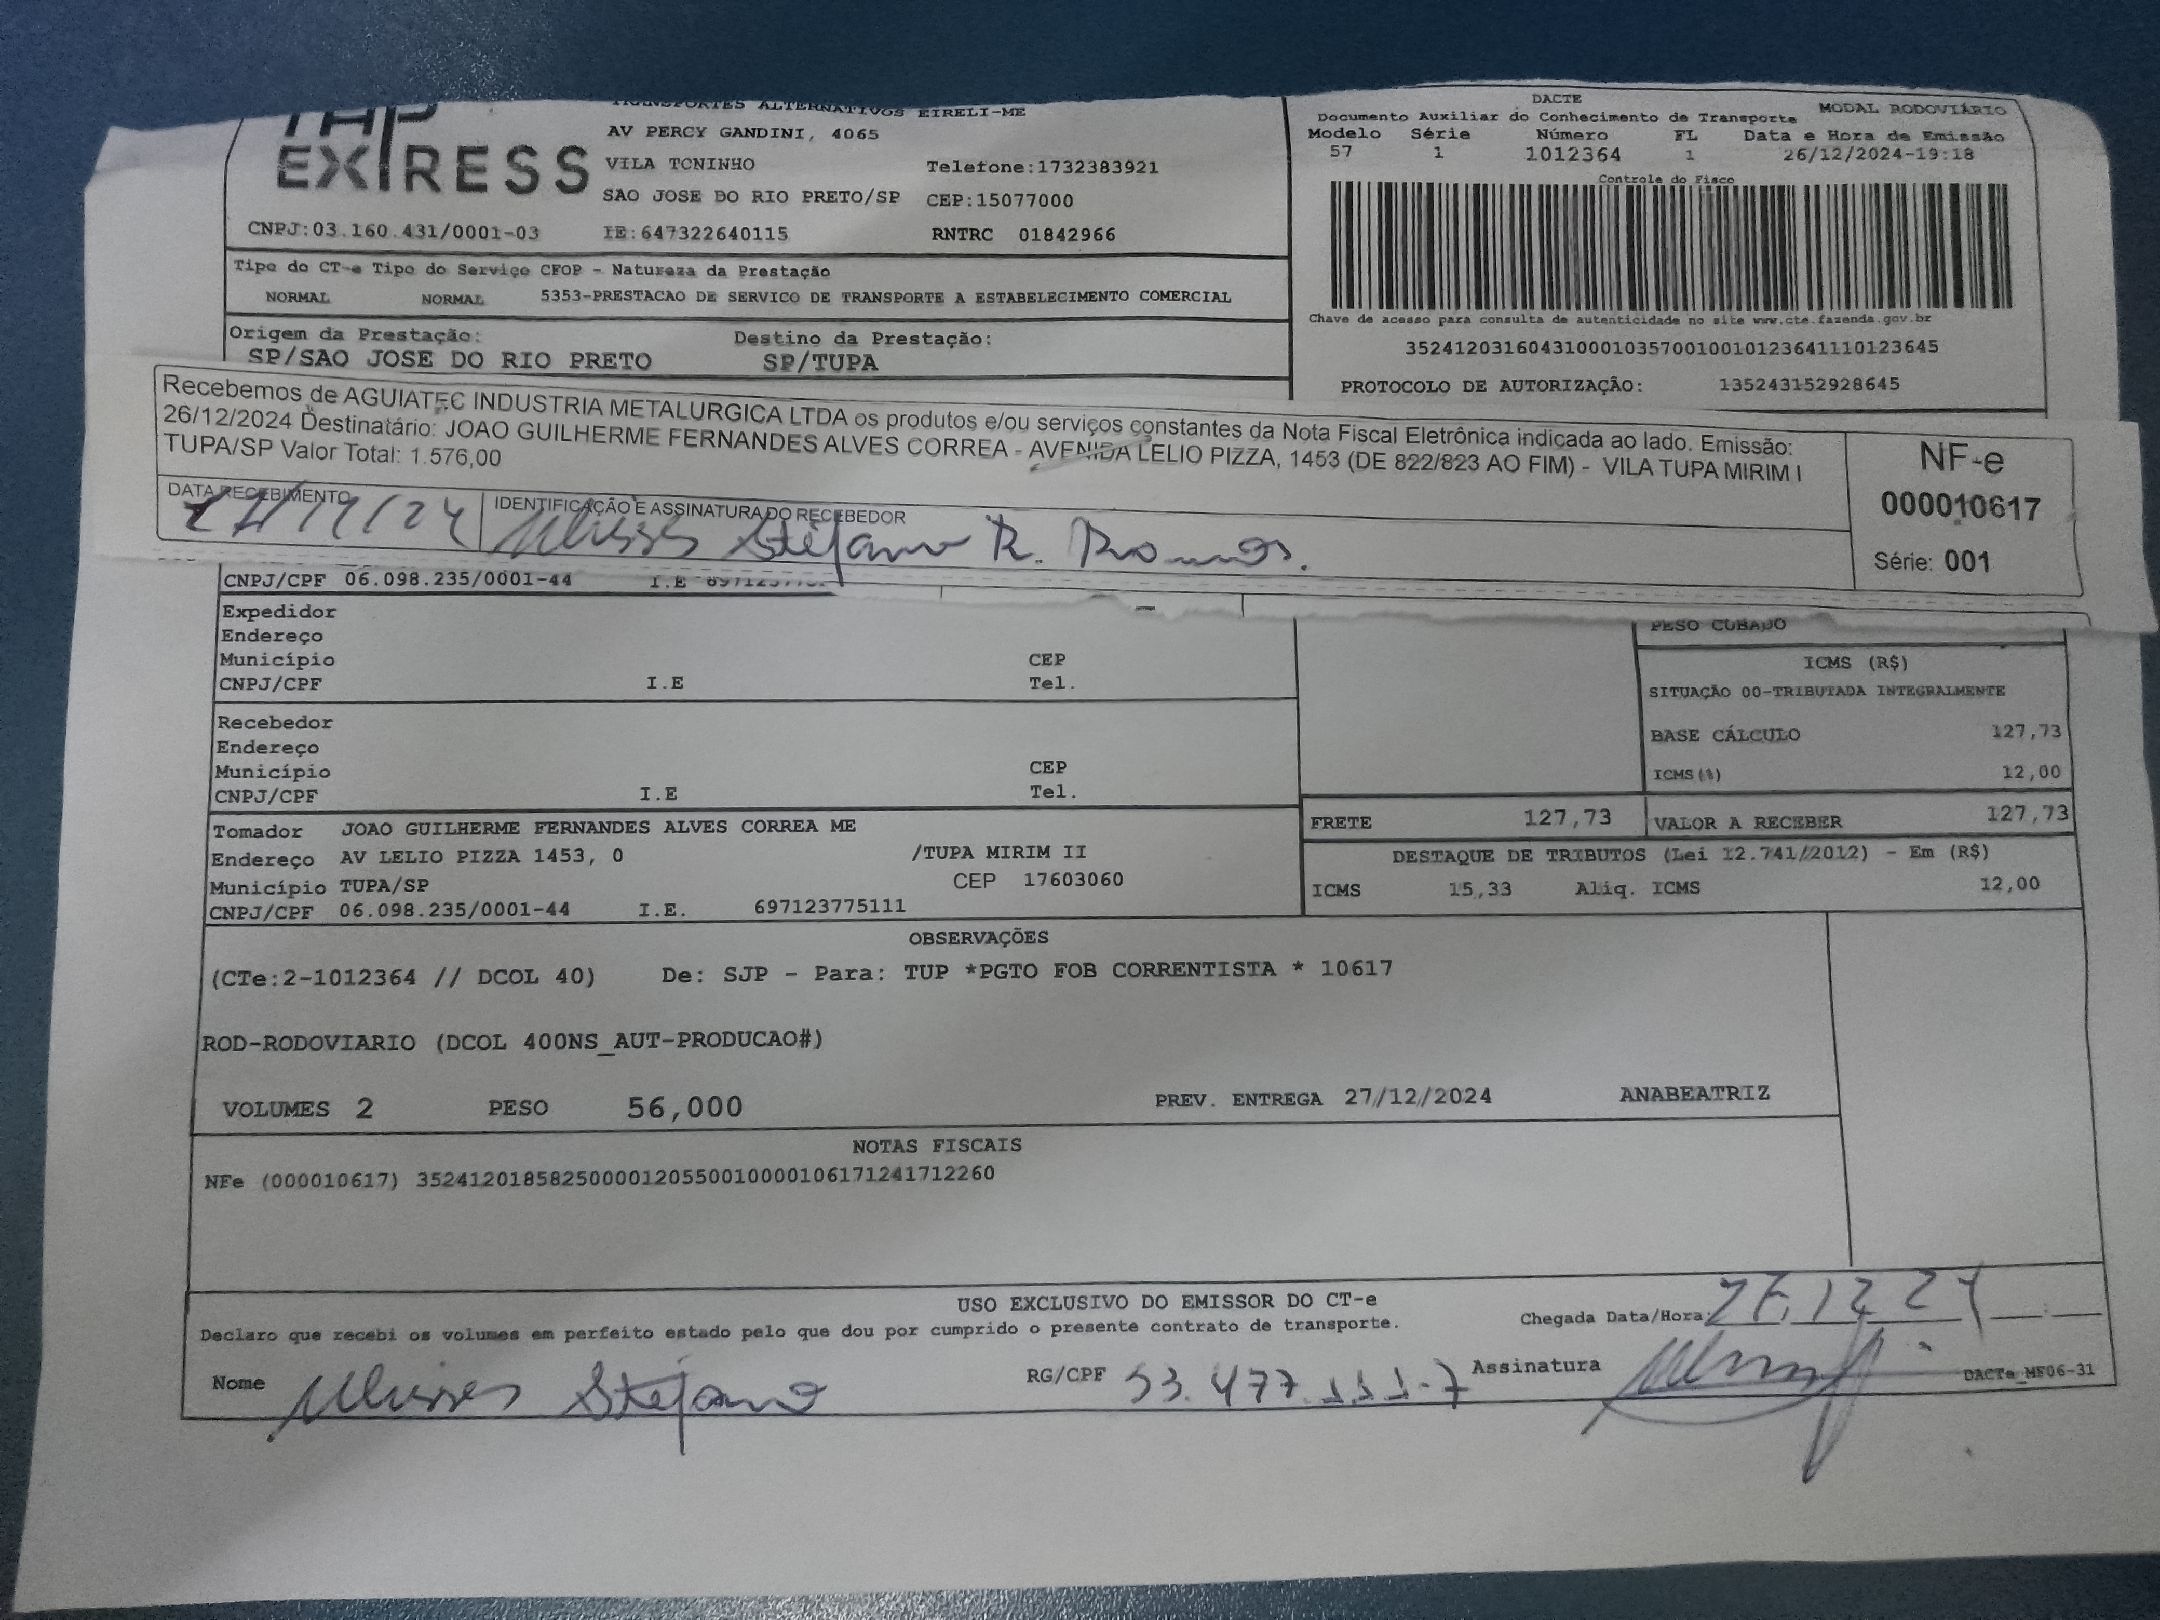 TAP
EXPRESS
TRANSPORTES ALTERNATIVOS EIRELI-ME
AV PERCY GANDINI, 4065
VILA TONINHO Telefone:1732383921
SAO JOSE DO RIO PRETO/SP CEP:15077000
CNPJ:03.160.431/0001-03 IE:647322640115 RNTRC 01842966
DACTE MODAL RODOVIÁRIO
Documento Auxiliar do Conhecimento de Transporte
Modelo Série Número FL Data e Hora de Emissão
57 1 1012364 1 26/12/2024-19:18
Controle do Fisco
Chave de acesso para consulta de autenticidade no site www.cte.fazenda.gov.br
35241203160431000103570010010123641110123645
PROTOCOLO DE AUTORIZAÇÃO: 135243152928645
Tipo do CT-e Tipo do Serviço CFOP - Natureza da Prestação
NORMAL NORMAL 5353-PRESTACAO DE SERVICO DE TRANSPORTE A ESTABELECIMENTO COMERCIAL
Origem da Prestação: Destino da Prestação:
SP/SAO JOSE DO RIO PRETO SP/TUPA
Recebemos de AGUIATEC INDUSTRIA METALURGICA LTDA os produtos e/ou serviços constantes da Nota Fiscal Eletrônica indicada ao lado. Emissão:
26/12/2024 Destinatário: JOAO GUILHERME FERNANDES ALVES CORREA - AVENIDA LELIO PIZZA, 1453 (DE 822/823 AO FIM) - VILA TUPA MIRIM I
TUPA/SP Valor Total: 1.576,00
NF-e
000010617
Série: 001
DATA RECEBIMENTO IDENTIFICAÇÃO E ASSINATURA DO RECEBEDOR
Ulisses Stéfano R.
CNPJ/CPF 06.098.235/0001-44 I.E
Expedidor
Endereço
Município CEP
CNPJ/CPF I.E Tel.
PESO CUBADO
ICMS (R$)
SITUAÇÃO 00-TRIBUTADA INTEGRALMENTE
BASE CÁLCULO 127,73
ICMS(%) 12,00
Recebedor
Endereço
Município CEP
CNPJ/CPF I.E Tel.
FRETE 127,73 VALOR A RECEBER 127,73
Tomador JOAO GUILHERME FERNANDES ALVES CORREA ME
Endereço AV LELIO PIZZA 1453, 0 /TUPA MIRIM II
Município TUPA/SP CEP 17603060
CNPJ/CPF 06.098.235/0001-44 I.E. 697123775111
DESTAQUE DE TRIBUTOS (Lei 12.741/2012) - Em (R$)
ICMS 15,33 Aliq. ICMS 12,00
OBSERVAÇÕES
(CTe:2-1012364 // DCOL 40) De: SJP - Para: TUP *PGTO FOB CORRENTISTA * 10617
ROD-RODOVIARIO (DCOL 400NS_AUT-PRODUCAO#)
VOLUMES 2 PESO 56,000 PREV. ENTREGA 27/12/2024 ANABEATRIZ
NOTAS FISCAIS
NFe (000010617) 35241201858250000120550010000106171241712260
USO EXCLUSIVO DO EMISSOR DO CT-e
Declaro que recebi os volumes em perfeito estado pelo que dou por cumprido o presente contrato de transporte.
Chegada Data/Hora: 27.12 24
Nome Ulisses Stéfano RG/CPF 53.477.111-7 Assinatura
DACTe_MF06-31